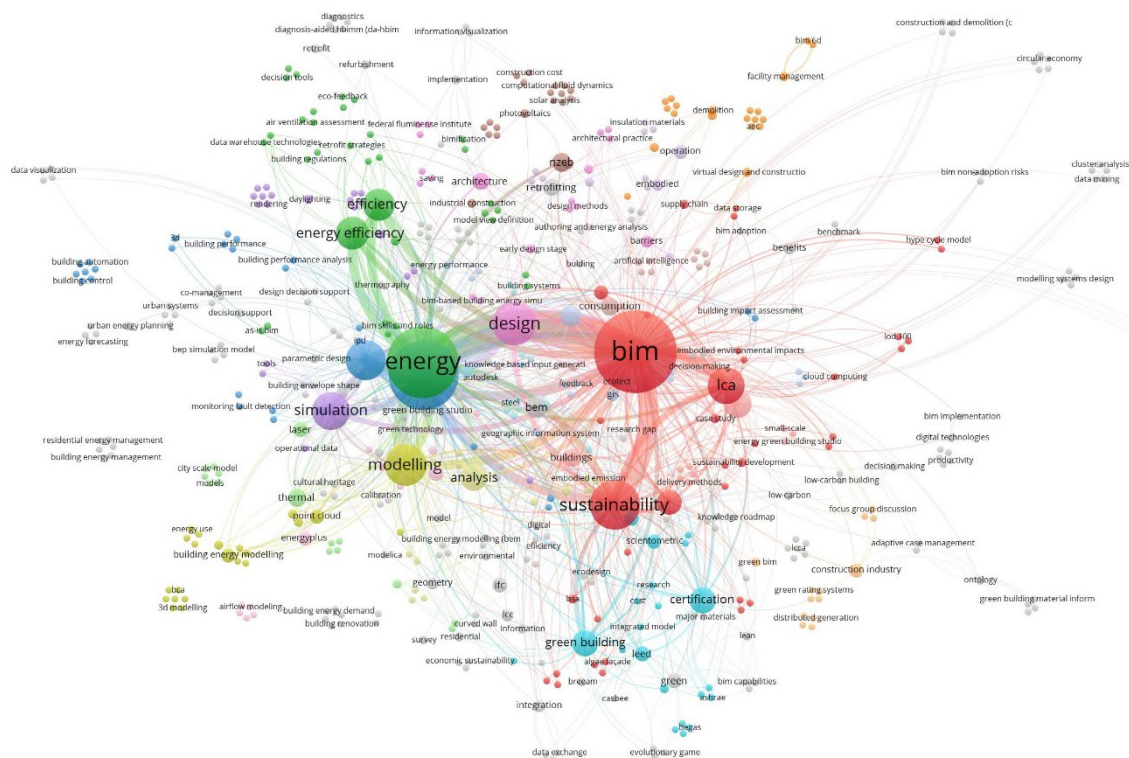 diagnostics
diagnosis-aided hbimm (da-hbim
information visualization
construction and demolition (c
retrofit
bim 6d
circular economy
refurbishment
decision tools
implementation
construction cost
facility management
computational fluid dynamics
eco-feedback
solar analysis
photovoltaics
air ventilation assessment
federal fluminense institute
insulation materials
demolition
aec
data warehouse technologies
retrofit strategies
bimification
architectural practice
building regulations
operation
cluster analysis
data visualization
saving
nzeb
virtual design and constructio
bim non-adoption risks
data mining
architecture
retrofitting
embodied
rendering
daylighting
efficiency
industrial construction
design methods
supply chain
data storage
model view definition
benchmark
energy efficiency
authoring and energy analysis
bim adoption
3d
building performance
early design stage
barriers
benefits
hype cycle model
building automation
building performance analysis
energy performance
bulding
artificial intelligence
building control
thermography
building systems
modelling systems design
co-management
design decision support
bim-based building energy simu
consumption
urban systems
decision support
design
building impact assessment
urban energy planning
as-is bim
bim skills and roles
lod 100
energy forecasting
ipd
bim
embodied environmental impacts
bep simulation model
parametric design
energy
knowledge based input generati
ecotect
decision-making
tools
autodesk
feedback
cloud computing
building envelope shape
gis
lca
steel
simulation
green building studio
bem
monitoring fault detection
case study
bim implementation
laser
green technology
research gap
small-scale
residential energy management
geographic information system
energy green building studio
digital technologies
operational data
building energy management
buildings
modelling
sustainability development
decision making
productivity
city scale model
analysis
embodied emission
delivery methods
low-carbon building
models
cultural heritage
calibration
thermal
sustainability
low-carbon
focus group discussion
point cloud
model
energy use
digital
knowledge roadmap
energyplus
scientometric
adaptive case management
building energy modelling
building energy modelling (bem
efficiency
lcca
modelica
environmental
green bim
construction industry
ecodesign
ontology
geometry
ifc
research
bca
green rating systems
green building material inform
3d modelling
bsa
cost
certification
airflow modeling
building energy demand
lcc
major materials
distributed generation
building renovation
curved wall
information
integrated model
survey
residential
green building
lean
leed
economic sustainability
algae façade
breeam
green
bim capabilities
casbee
ashrae
integration
begas
data exchange
evolutionary game